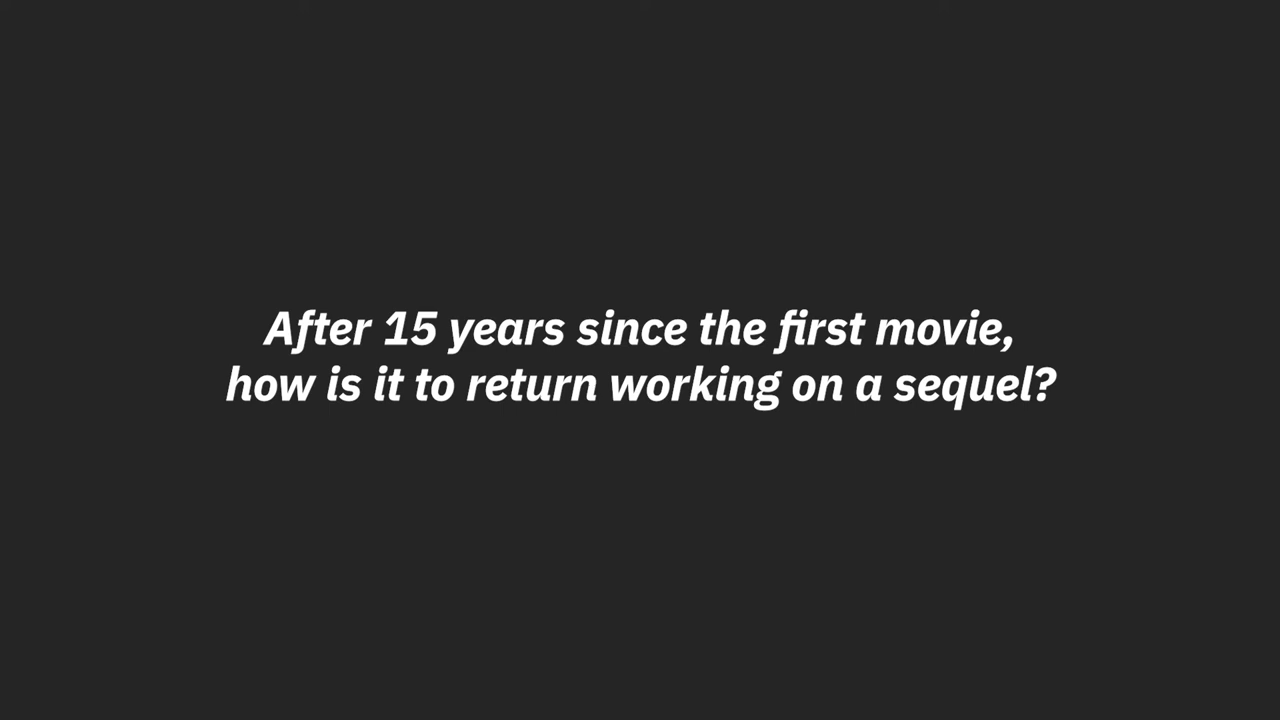 After 15 years since the first movie,
how is it to return working on a sequel?